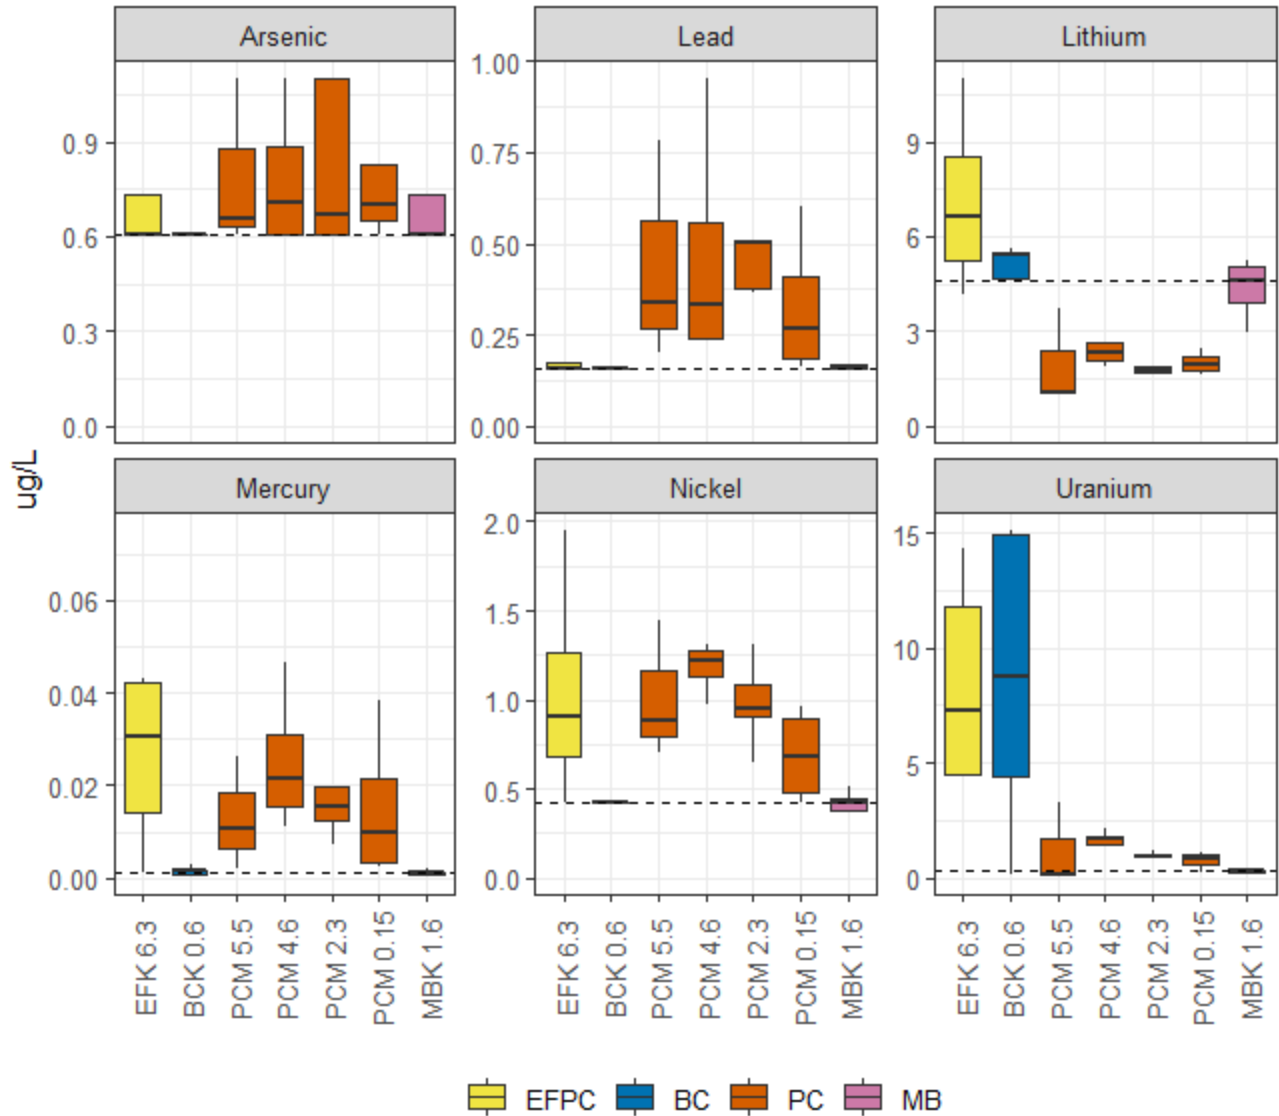 Arsenic Lead Lithium
0.9
0.6
0.3
0.0
1.00
0.75
0.50
0.25
0.00
9
6
3
0
ug/L
Mercury Nickel Uranium
0.06
0.04
0.02
0.00
2.0
1.5
1.0
0.5
0.0
15
10
5
0
EFK 6.3
BCK 0.6
PCM 5.5
PCM 4.6
PCM 2.3
PCM 0.15
MBK 1.6
EFK 6.3
BCK 0.6
PCM 5.5
PCM 4.6
PCM 2.3
PCM 0.15
MBK 1.6
EFK 6.3
BCK 0.6
PCM 5.5
PCM 4.6
PCM 2.3
PCM 0.15
MBK 1.6
EFPC BC PC MB